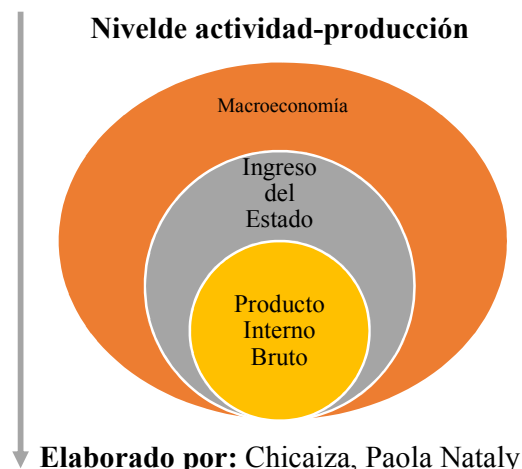 Nivelde actividad-producción
Macroeconomía
Ingreso
del
Estado
Producto
Interno
Bruto
Elaborado por: Chicaiza, Paola Nataly